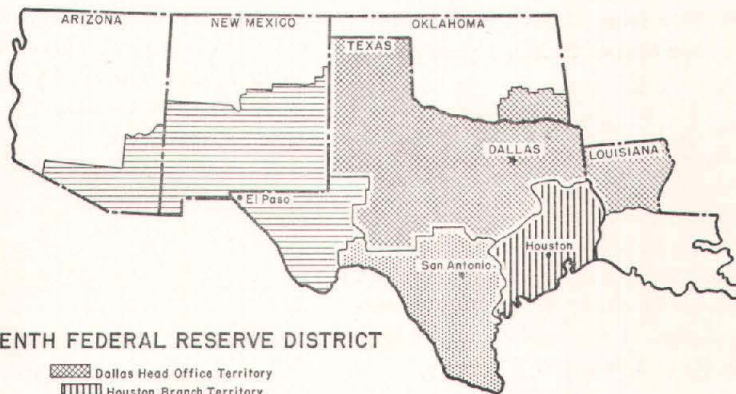 ARIZONA
NEW MEXICO
OKLAHOMA
TEXAS
DALLAS
LOUISIANA
El Paso
Houston
San Antonio
ENTH FEDERAL RESERVE DISTRICT
Dallas Head Office Territory
Houston Branch Territory